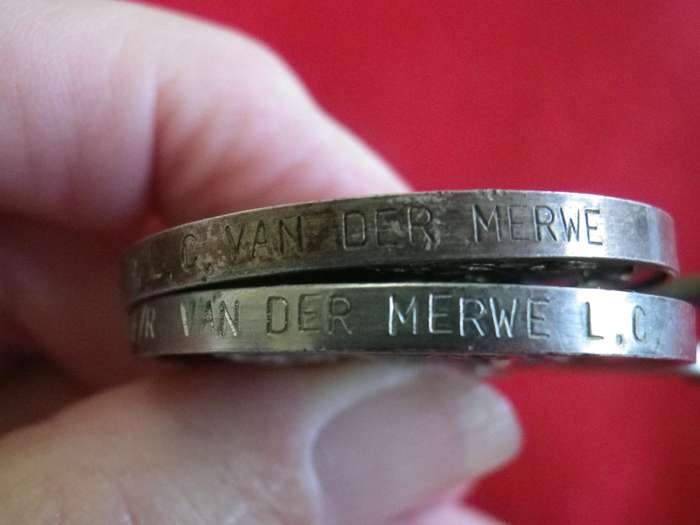 L.C. VAN DER MERWE
/R VAN DER MERWE L.C.